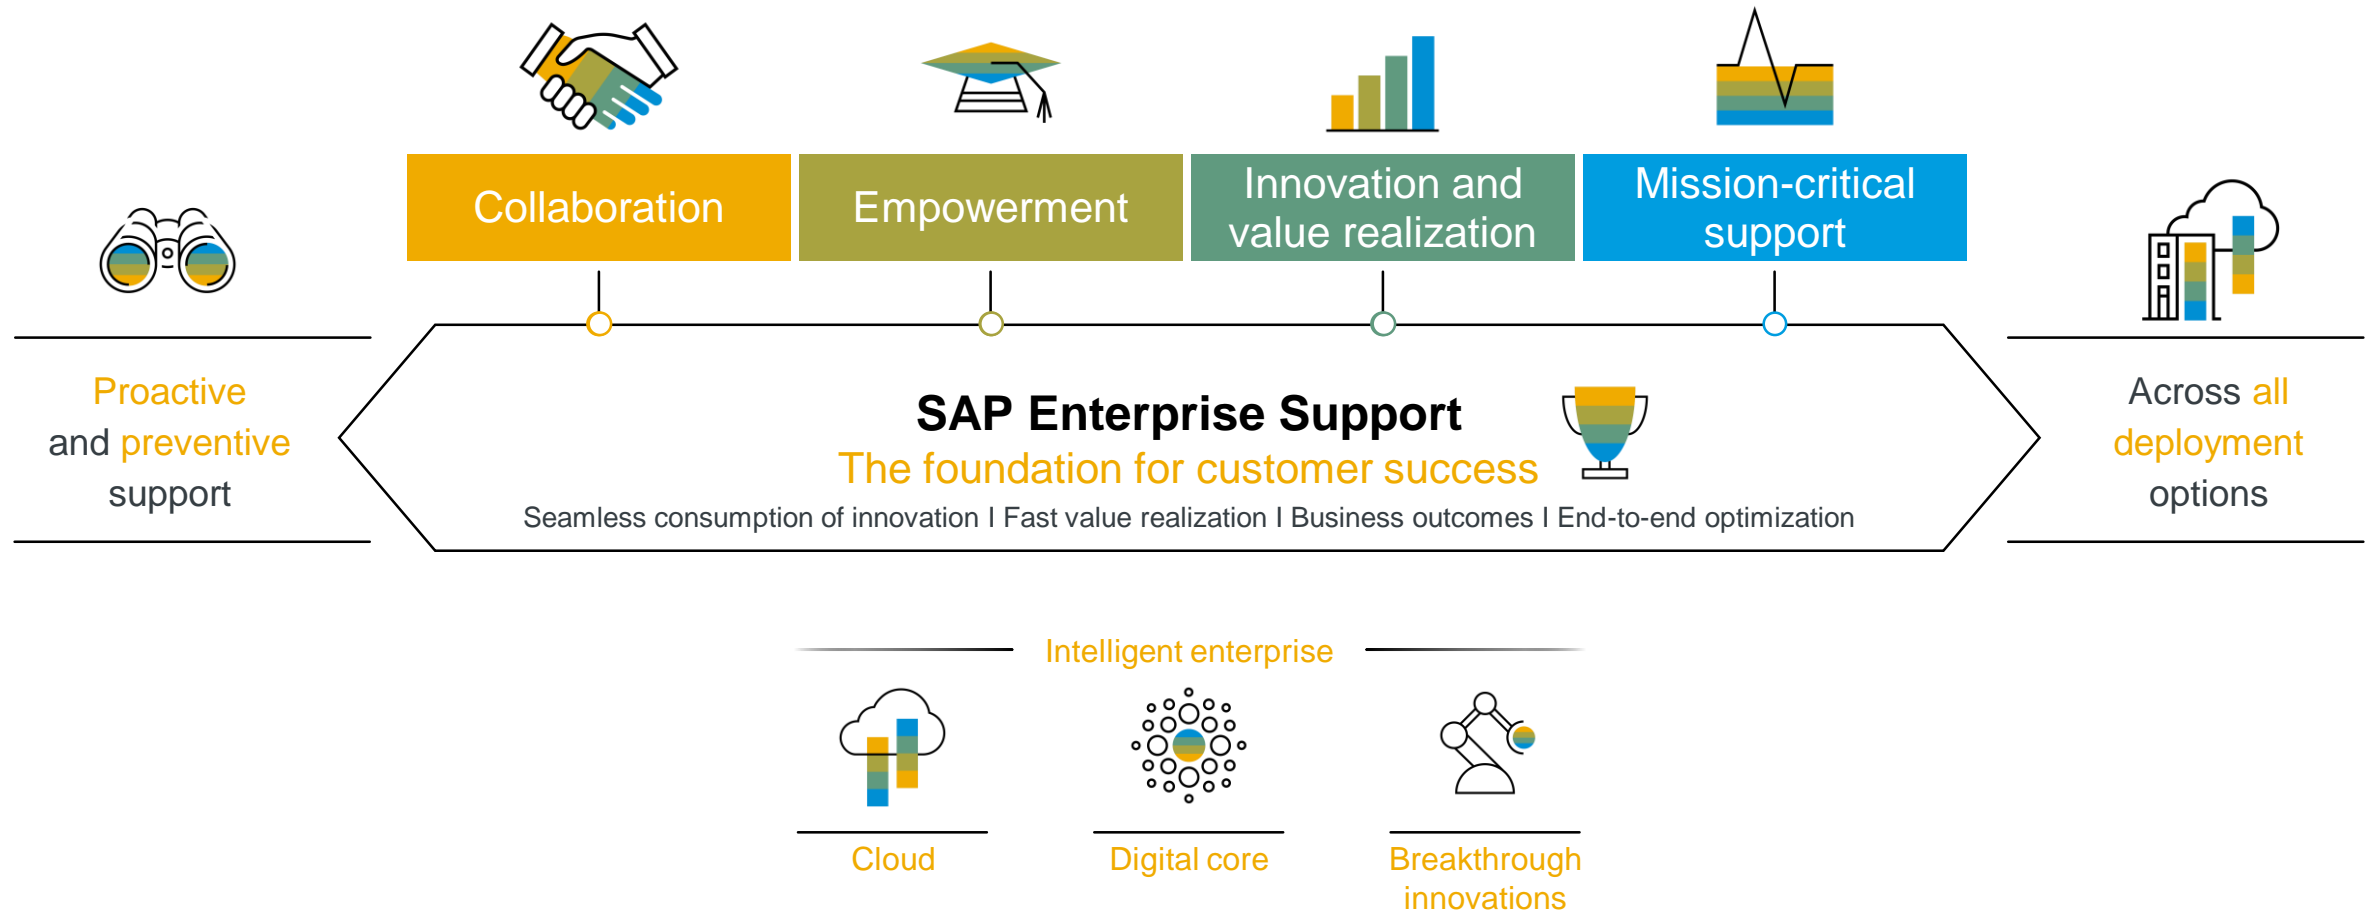 Collaboration
Empowerment
Innovation and
value realization
Mission-critical
support
Proactive
and preventive
support
SAP Enterprise Support
The foundation for customer success
Seamless consumption of innovation I Fast value realization I Business outcomes I End-to-end optimization
Across all
deployment
options
Intelligent enterprise
Cloud
Digital core
Breakthrough
innovations